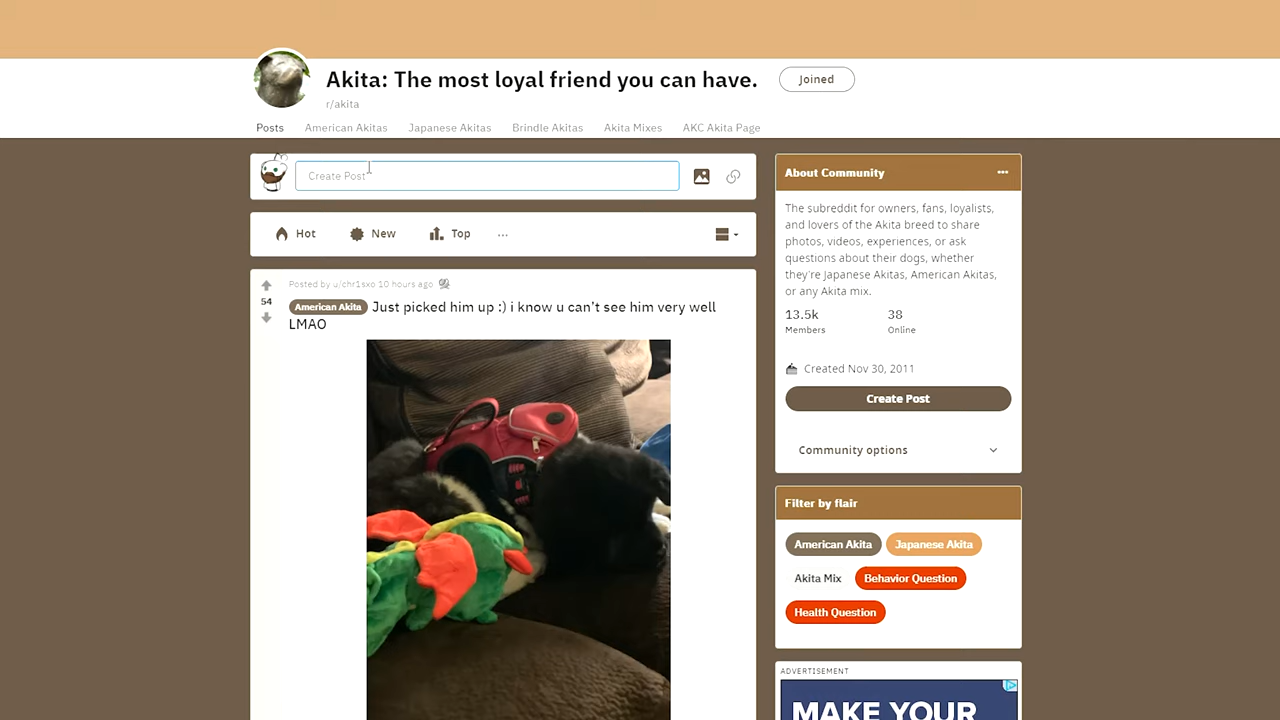 Akita: The most loyal friend you can have.
Joined
r/akita
Posts
American Akitas
Japanese Akitas
Brindle Akitas
Akita Mixes
AKC Akita Page
Create Post
Hot
New
Top
...
Posted by u/chr1sxo 10 hours ago
54
American Akita Just picked him up :) i know u can't see him very well
LMAO
About Community
The subreddit for owners, fans, loyalists,
and lovers of the Akita breed to share
photos, videos, experiences, or ask
questions about their dogs, whether
they're Japanese Akitas, American Akitas,
or any Akita mix.
13.5k
Members
38
Online
Created Nov 30, 2011
Create Post
Community options
Filter by flair
American Akita
Japanese Akita
Akita Mix
Behavior Question
Health Question
ADVERTISEMENT
MAKE YOUR